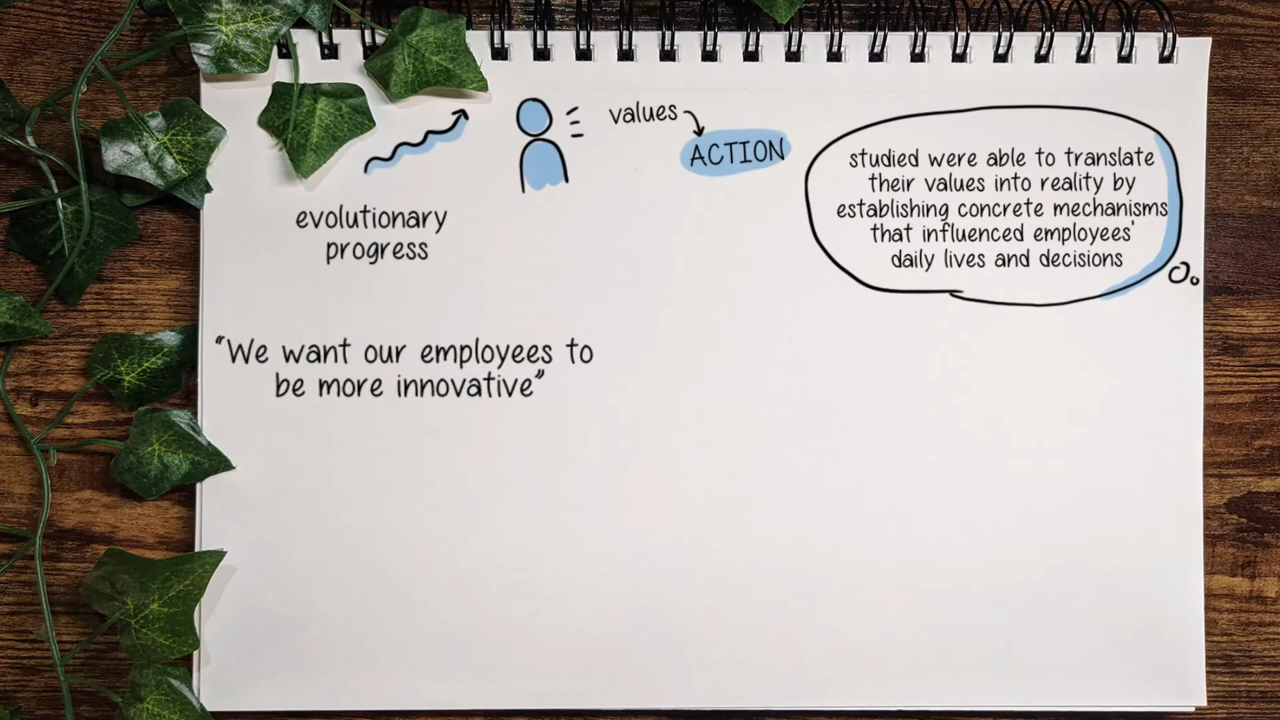 evolutionary
progress
values
ACTION
studied were able to translate
their values into reality by
establishing concrete mechanisms
that influenced employees'
daily lives and decisions
"We want our employees to
be more innovative"